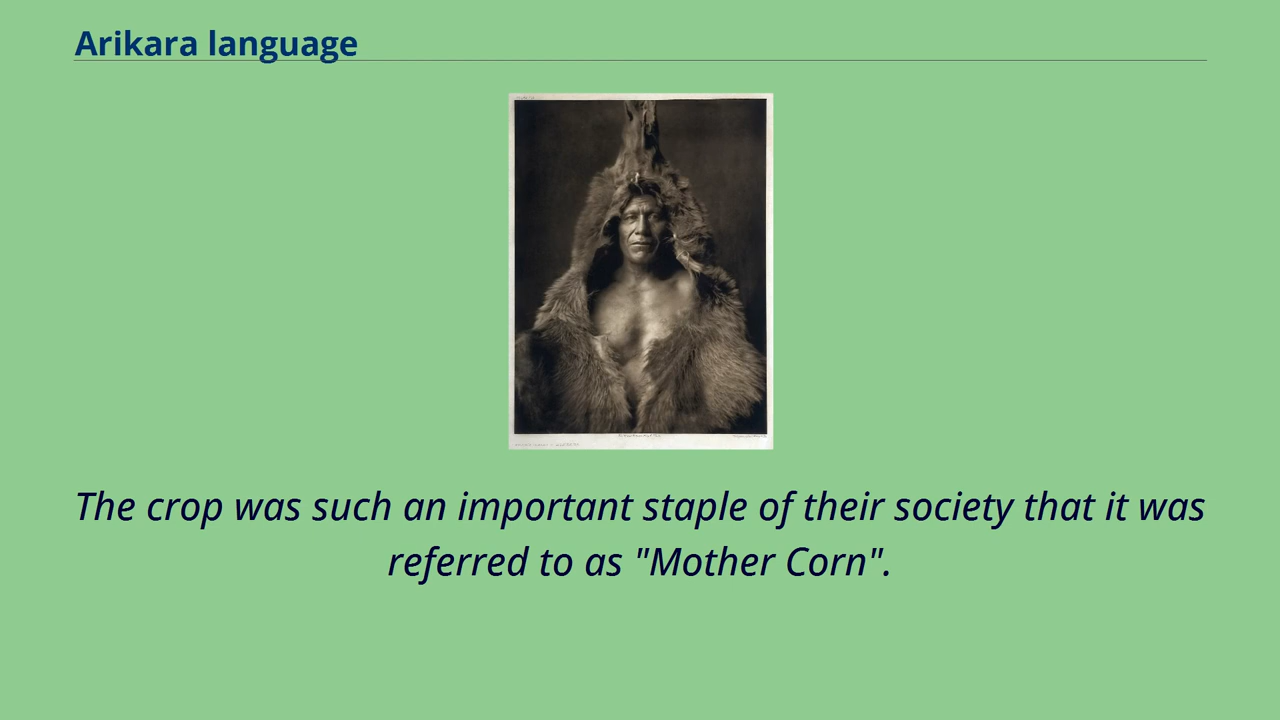 Arikara language
The crop was such an important staple of their society that it was
referred to as "Mother Corn".